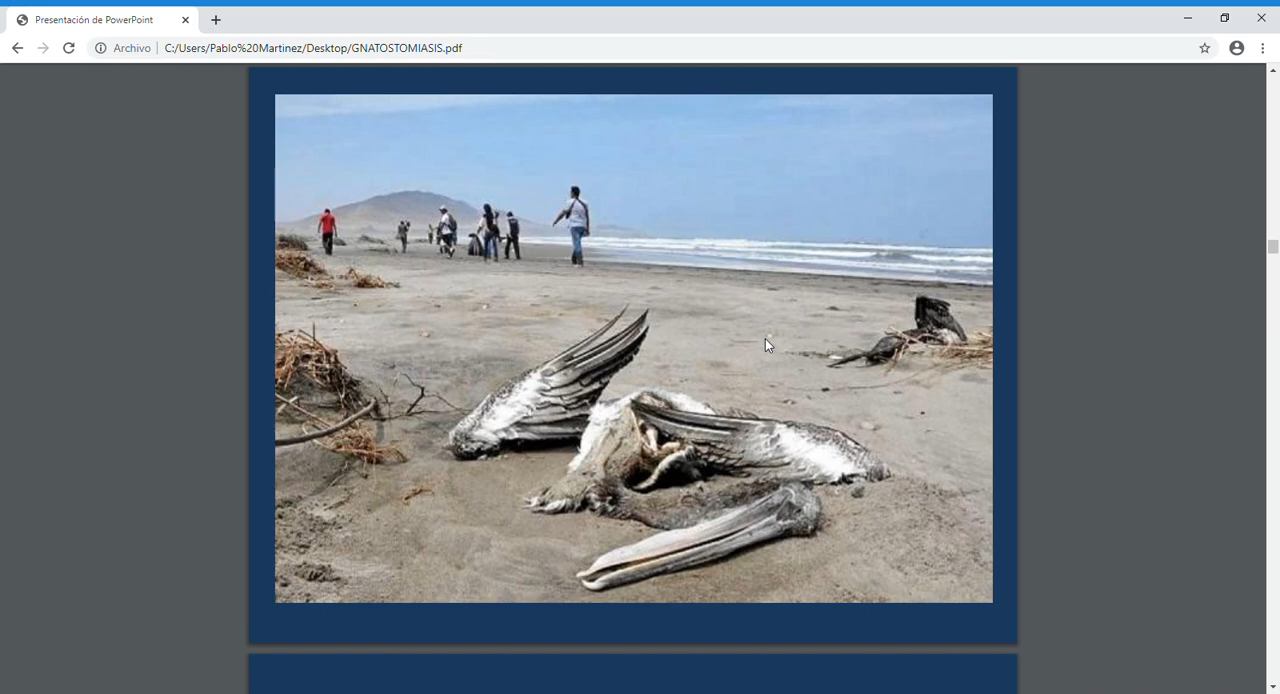 Presentación de PowerPoint
Archivo
C:/Users/Pablo%20Martinez/Desktop/GNATOSTOMIASIS.pdf